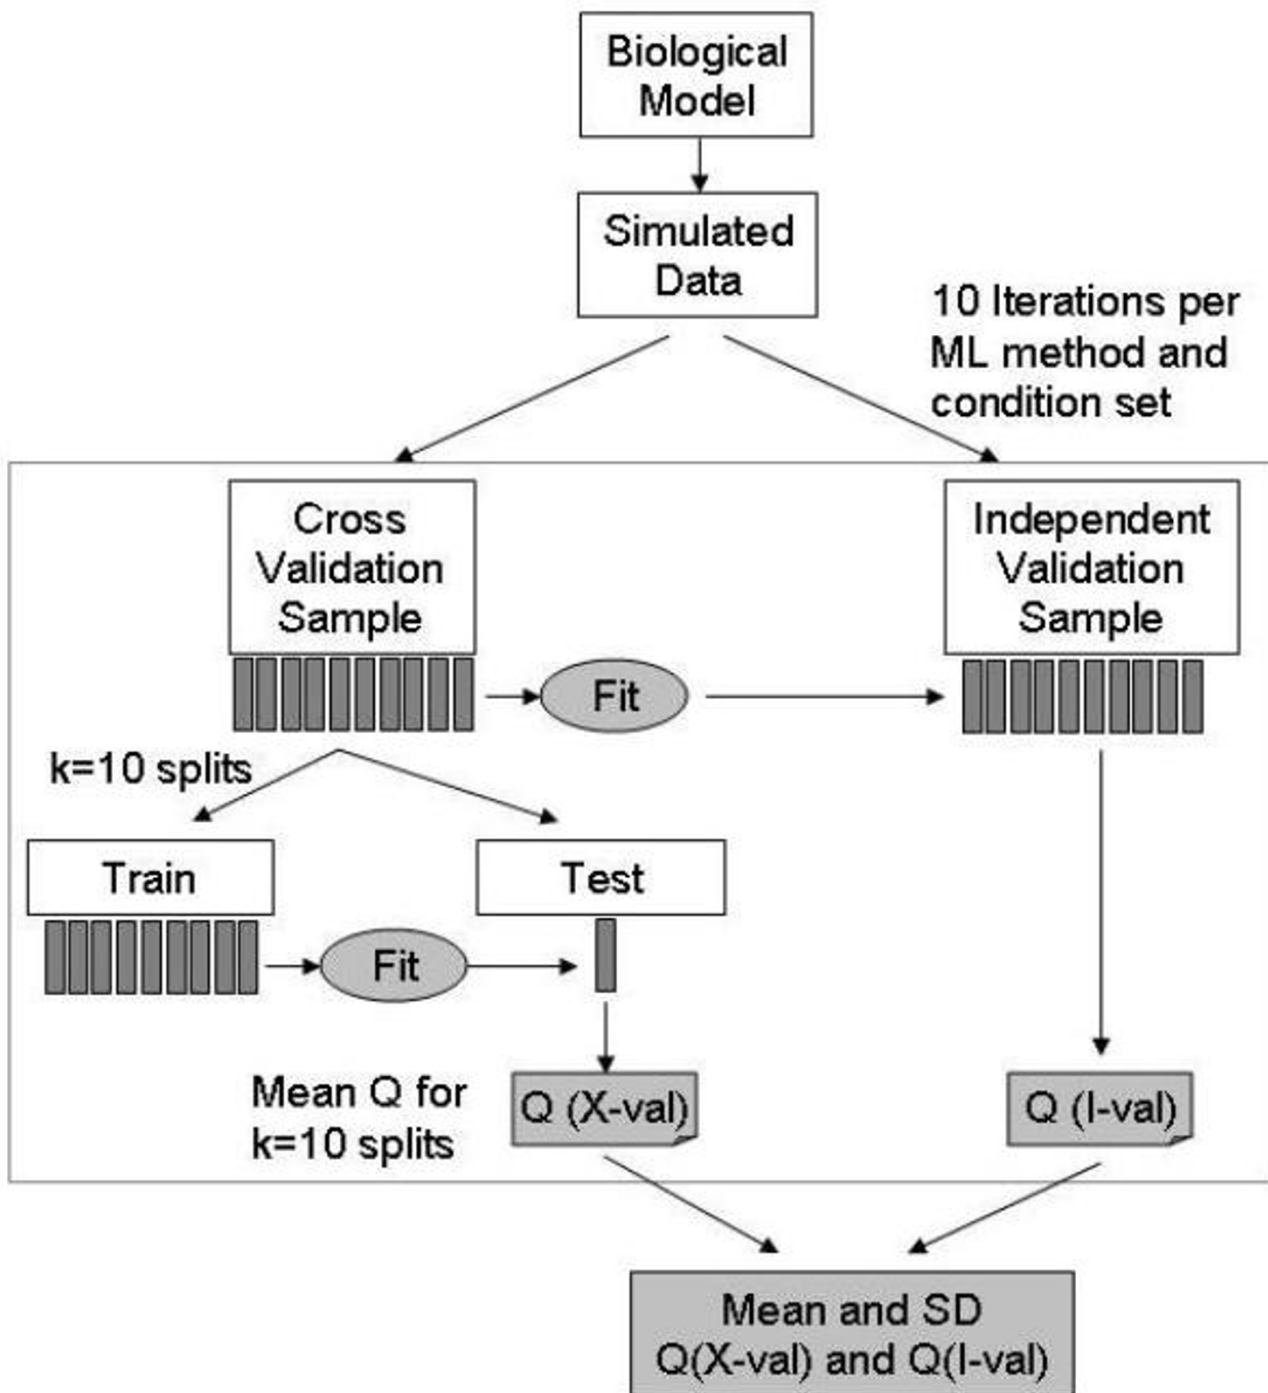 Biological
Model
Simulated
Data
10 Iterations per
ML method and
condition set
Cross
Validation
Sample
Independent
Validation
Sample
Fit
k=10 splits
Train
Test
Fit
Mean Q for
k=10 splits
Q (X-val)
Q (I-val)
Mean and SD
Q(X-val) and Q(I-val)